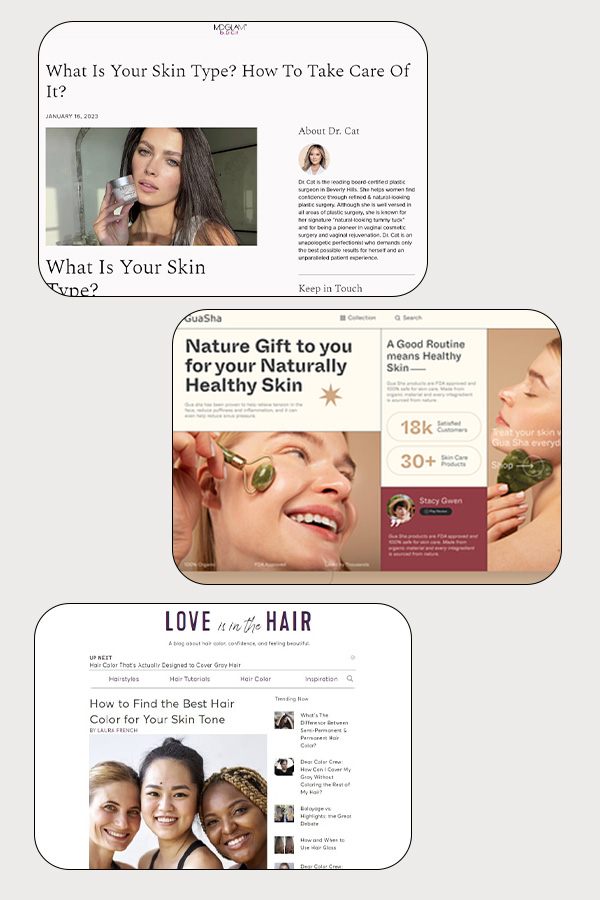 MDGLAM
What Is Your Skin Type? How To Take Care Of
It?
JANUARY 16, 2023
About Dr. Cat
Dr. Cat is the leading board-certified plastic
surgeon in Beverly Hills. She helps women find
confidence through refined & natural-looking
plastic surgery. Although she is well versed in
all areas of plastic surgery, she is known for
her signature "natural-looking tummy tuck"
and for being a pioneer in vaginal cosmetic
surgery and vaginal rejuvenation. Dr. Cat is an
unapologetic perfectionist who demands only
the best possible results for herself and an
unparalleled patient experience.
What Is Your Skin
Type?
Keep in Touch
GuaSha
Collection
Search
Nature Gift to you
for your Naturally
Healthy Skin
Gua sha has been proven to help relieve tension in the
face, reduce puffiness and inflammation, and it can
even help reduce sinus pressure.
A Good Routine
means Healthy
Skin
Gua Sha products are FDA approved and
100% safe for skin care. Made from
organic material and every integredient
is sourced from nature.
18k
Satisfied
Customers
30+
Skin Care
Products
Treat your skin w
Gua Sha everyd
Shop
Stacy Gwen
Play Review
Gua Sha products are FDA approved and
100% safe for skin care. Made from
organic material and every integredient
is sourced from nature.
100% Organic
FDA Approved
Loved by Thousands
LOVE is in the HAIR
A blog about hair color, confidence, and feeling beautiful.
UP NEXT
Hair Color That's Actually Designed to Cover Gray Hair
Hairstyles
Hair Tutorials
Hair Color
Inspiration
How to Find the Best Hair
Color for Your Skin Tone
BY LAURA FRENCH
Trending Now
What's The
Difference Between
Semi-Permanent &
Permanent Hair
Color?
Dear Color Crew:
How Can I Cover My
Gray Without
Coloring the Rest of
My Hair?
Balayage vs
Highlights: the Great
Debate
How and When to
Use Hair Gloss
Dear Color Crew: